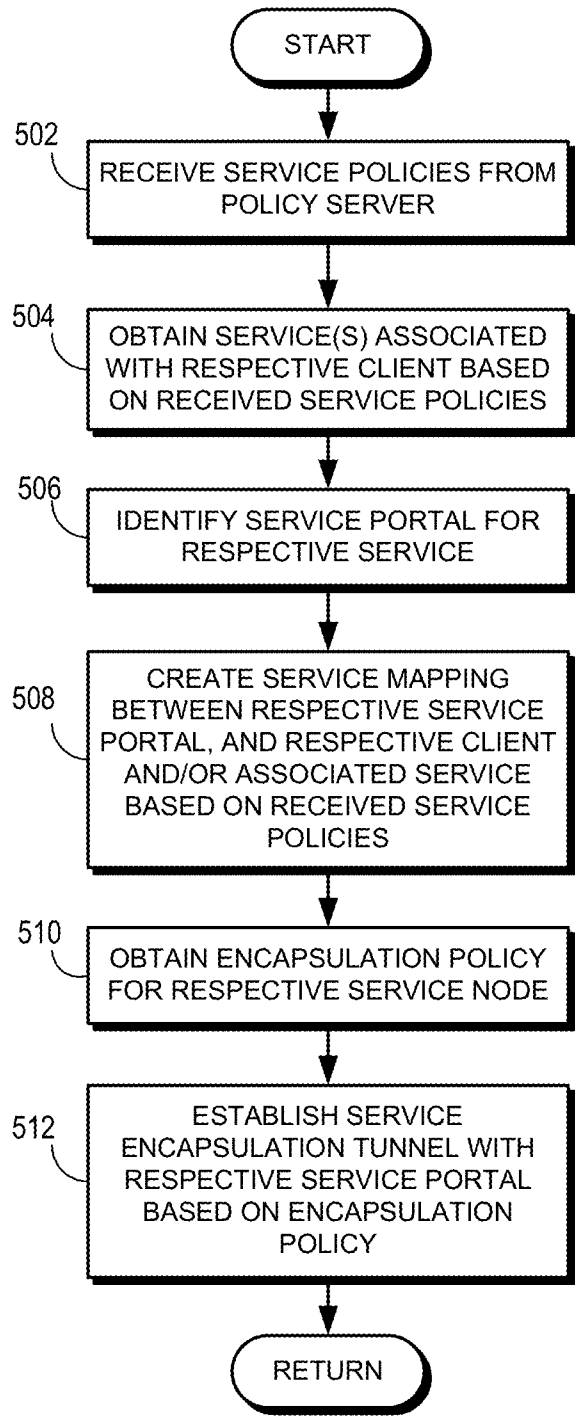 START
502
RECEIVE SERVICE POLICIES FROM
POLICY SERVER
504
OBTAIN SERVICE(S) ASSOCIATED
WITH RESPECTIVE CLIENT BASED
ON RECEIVED SERVICE POLICIES
506
IDENTIFY SERVICE PORTAL FOR
RESPECTIVE SERVICE
508
CREATE SERVICE MAPPING
BETWEEN RESPECTIVE SERVICE
PORTAL, AND RESPECTIVE CLIENT
AND/OR ASSOCIATED SERVICE
BASED ON RECEIVED SERVICE
POLICIES
510
OBTAIN ENCAPSULATION POLICY
FOR RESPECTIVE SERVICE NODE
512
ESTABLISH SERVICE
ENCAPSULATION TUNNEL WITH
RESPECTIVE SERVICE PORTAL
BASED ON ENCAPSULATION
POLICY
RETURN